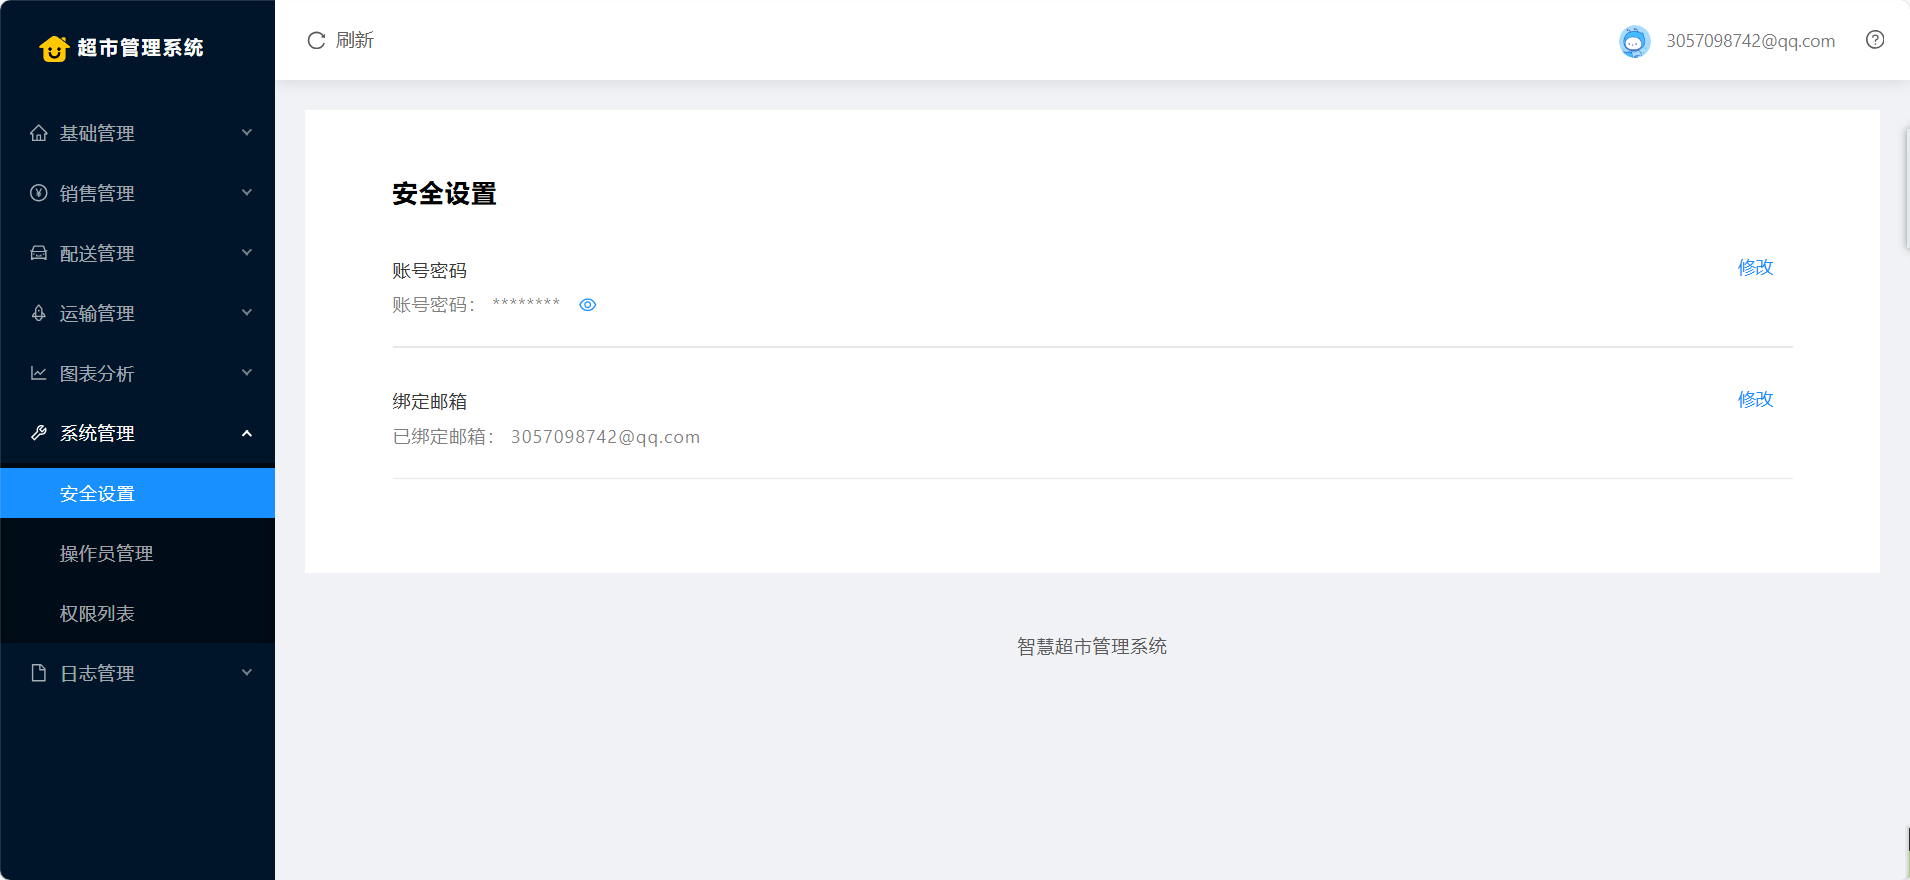 超市管理系统
刷新
3057098742@qq.com
基础管理
销售管理
配送管理
运输管理
图表分析
系统管理
安全设置
操作员管理
权限列表
日志管理
安全设置
账号密码
修改
账号密码： ********
绑定邮箱
修改
已绑定邮箱： 3057098742@qq.com
智慧超市管理系统